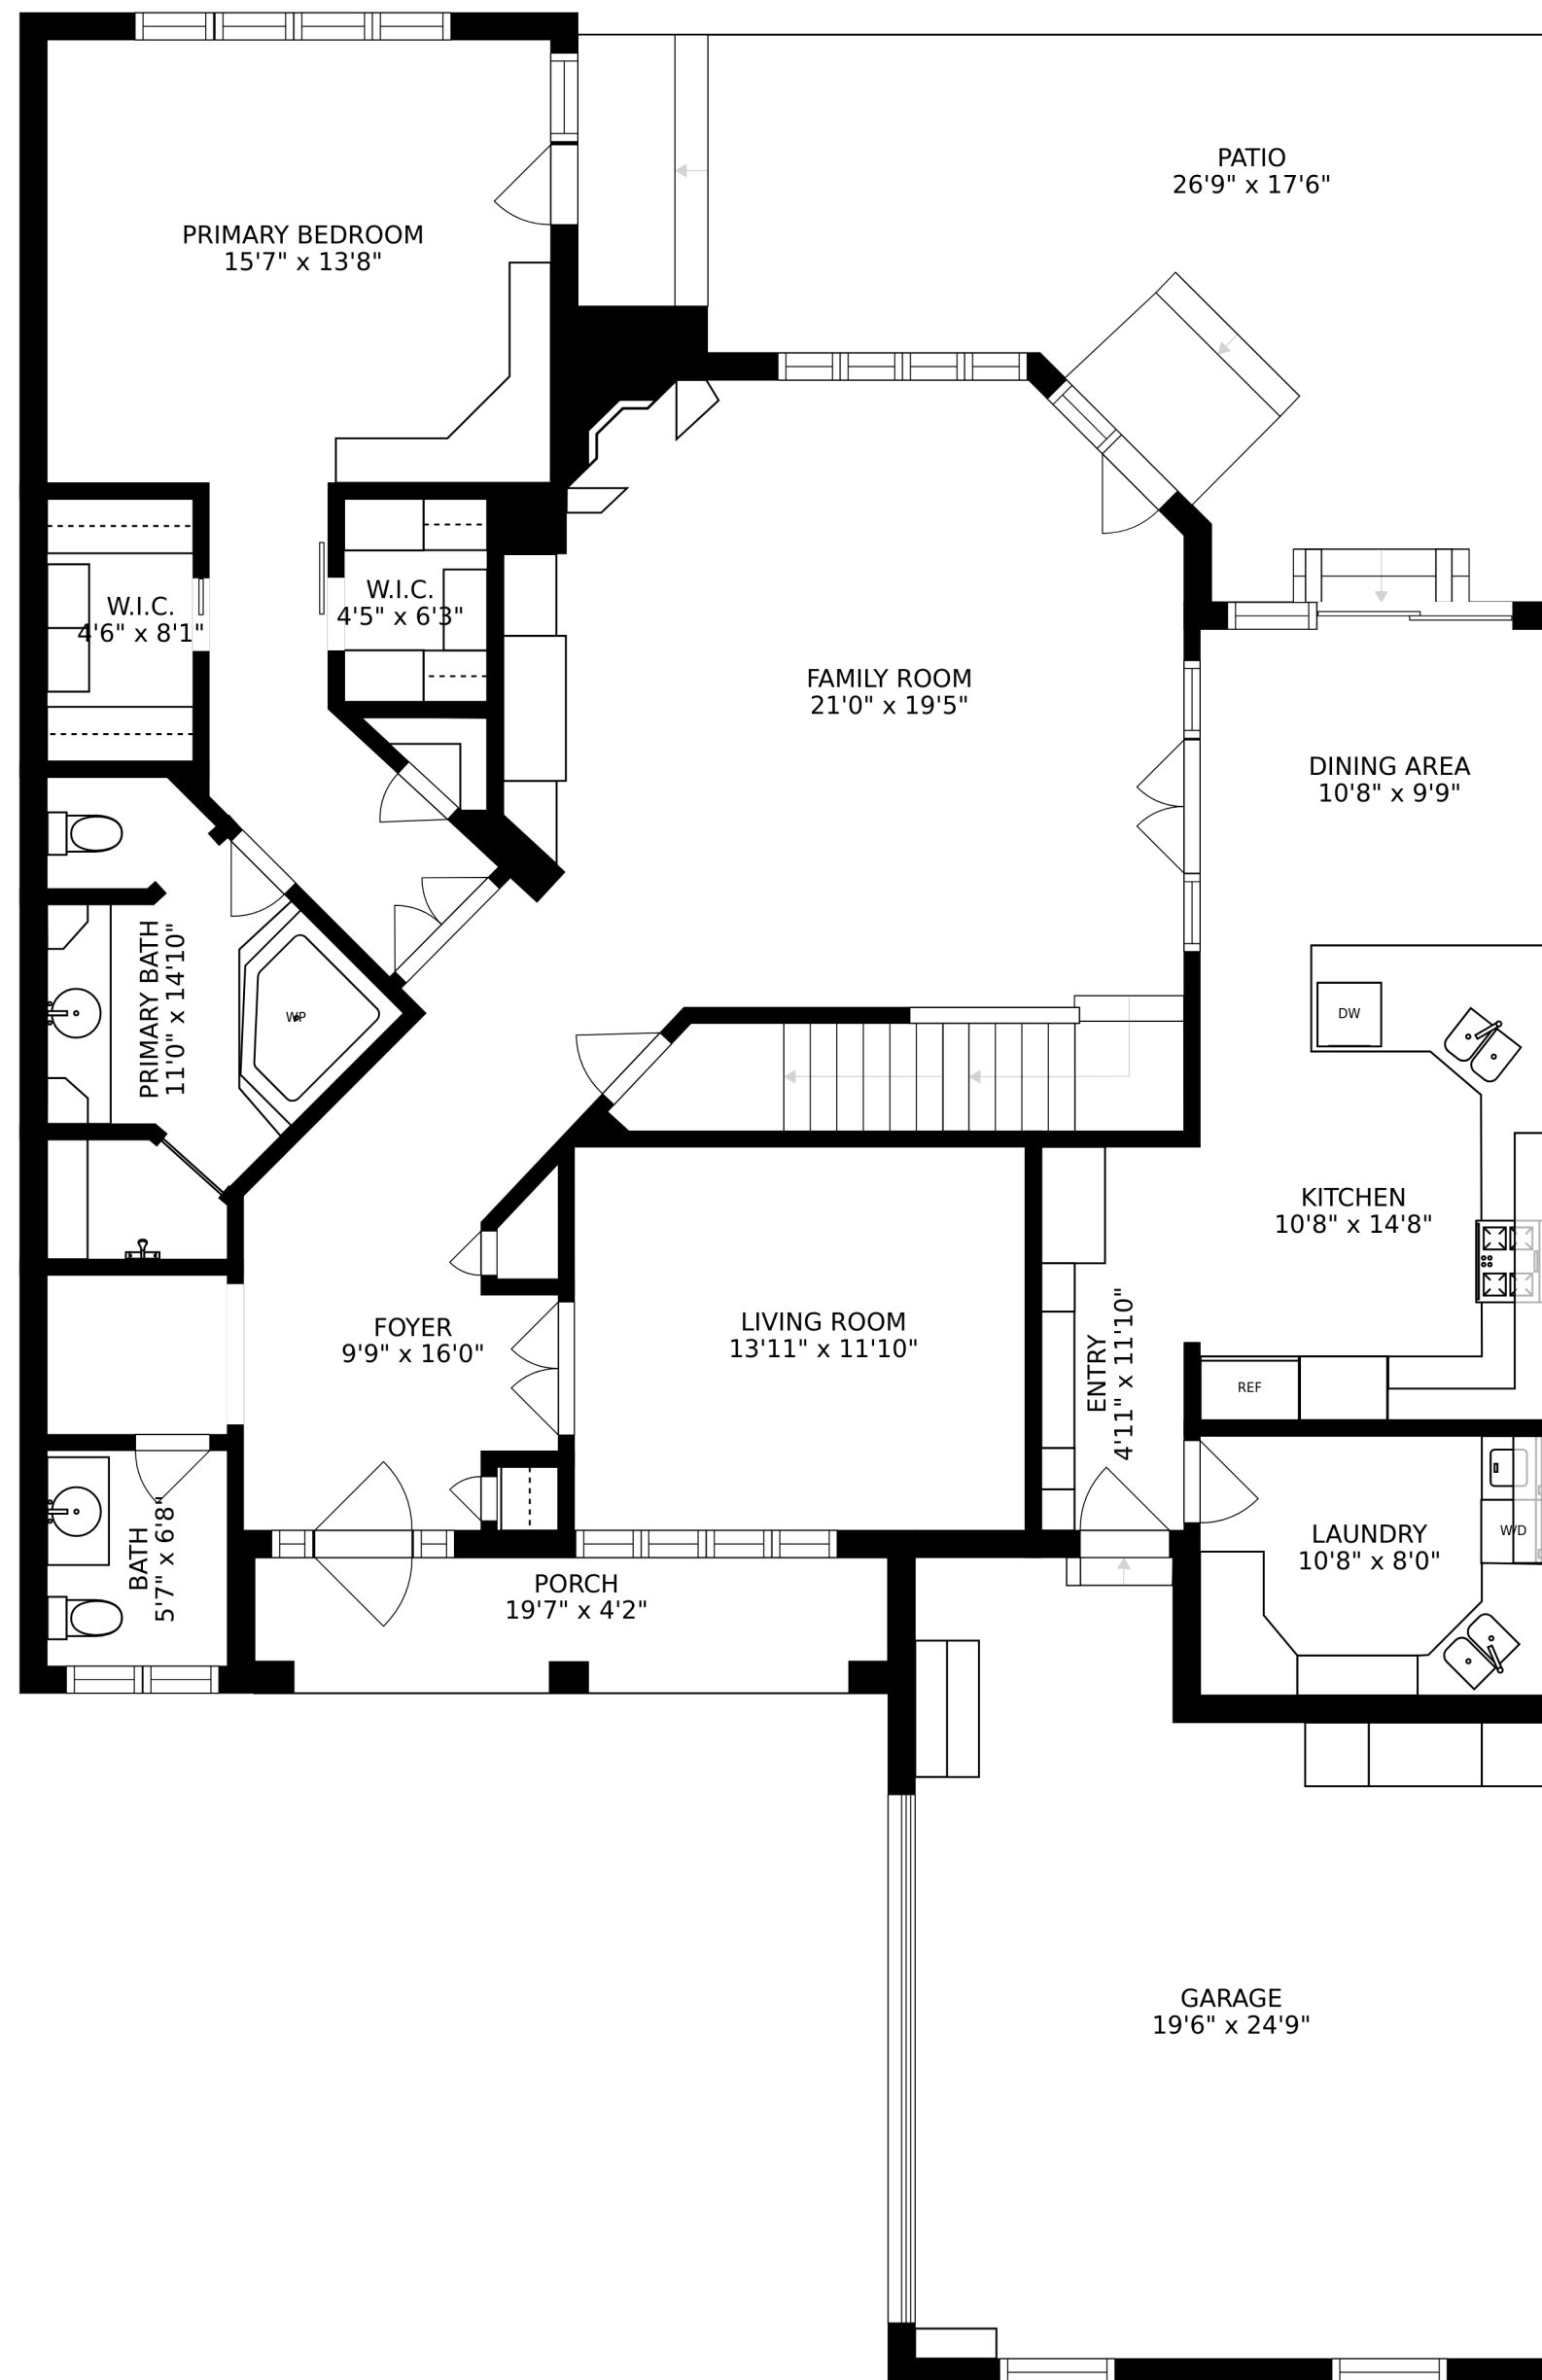 PATIO
26'9" x 17'6"
PRIMARY BEDROOM
15'7" x 13'8"
W.I.C.
4'6" x 8'1"
W.I.C.
4'5" x 6'3"
FAMILY ROOM
21'0" x 19'5"
DINING AREA
10'8" x 9'9"
PRIMARY BATH
11'0" x 14'10"
WP
DW
KITCHEN
10'8" x 14'8"
FOYER
9'9" x 16'0"
LIVING ROOM
13'11" x 11'10"
ENTRY
4'11" x 11'10"
REF
BATH
5'7" x 6'8"
PORCH
19'7" x 4'2"
LAUNDRY
10'8" x 8'0"
W/D
GARAGE
19'6" x 24'9"